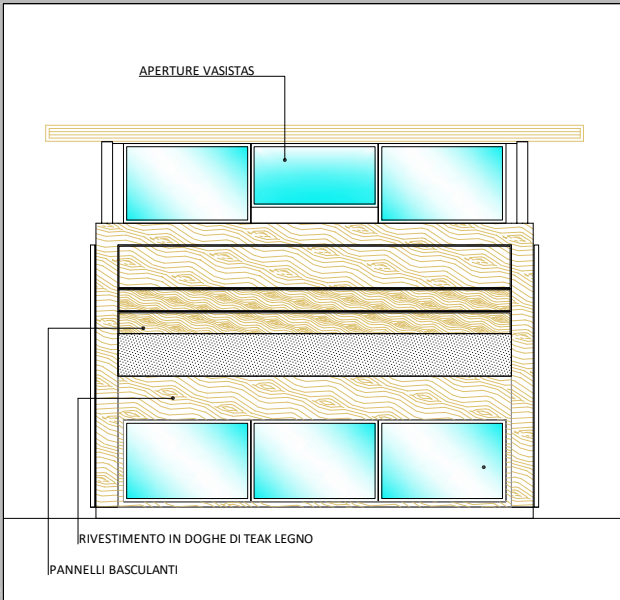 APERTURE VASISTAS
RIVESTIMENTO IN DOGHE DI TEAK LEGNO
PANNELLI BASCULANTI